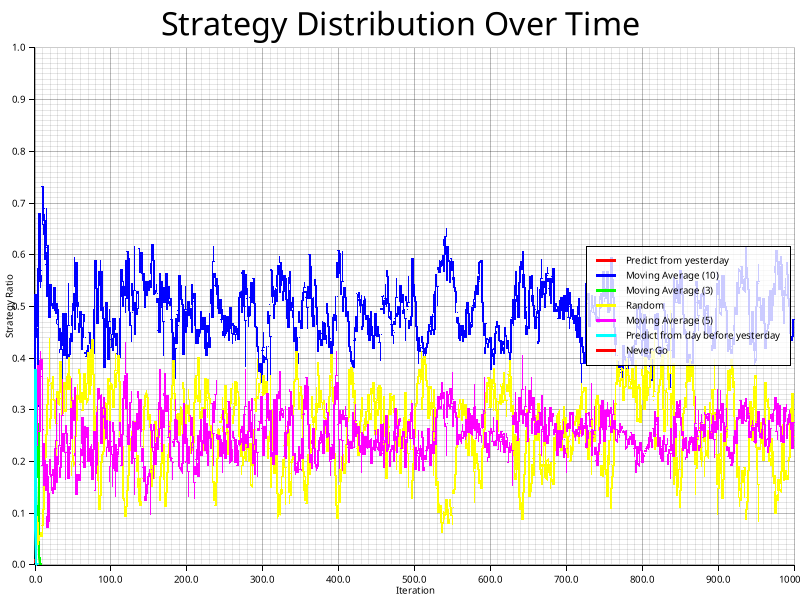 Strategy Distribution Over Time
1.0
0.9
0.8
0.7
0.6
0.5
0.4
0.3
0.2
0.1
0.0
Strategy Ratio
Predict from yesterday
Moving Average (10)
Moving Average (3)
Random
Moving Average (5)
Predict from day before yesterday
Never Go
0.0 100.0 200.0 300.0 400.0 500.0 600.0 700.0 800.0 900.0 1000
Iteration